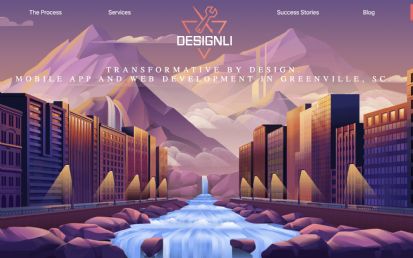 The Process
Services
Success Stories
Blog
DESIGNLI
TRANSFORMATIVE BY DESIGN
MOBILE APP AND WEB DEVELOPMENT IN GREENVILLE, SC